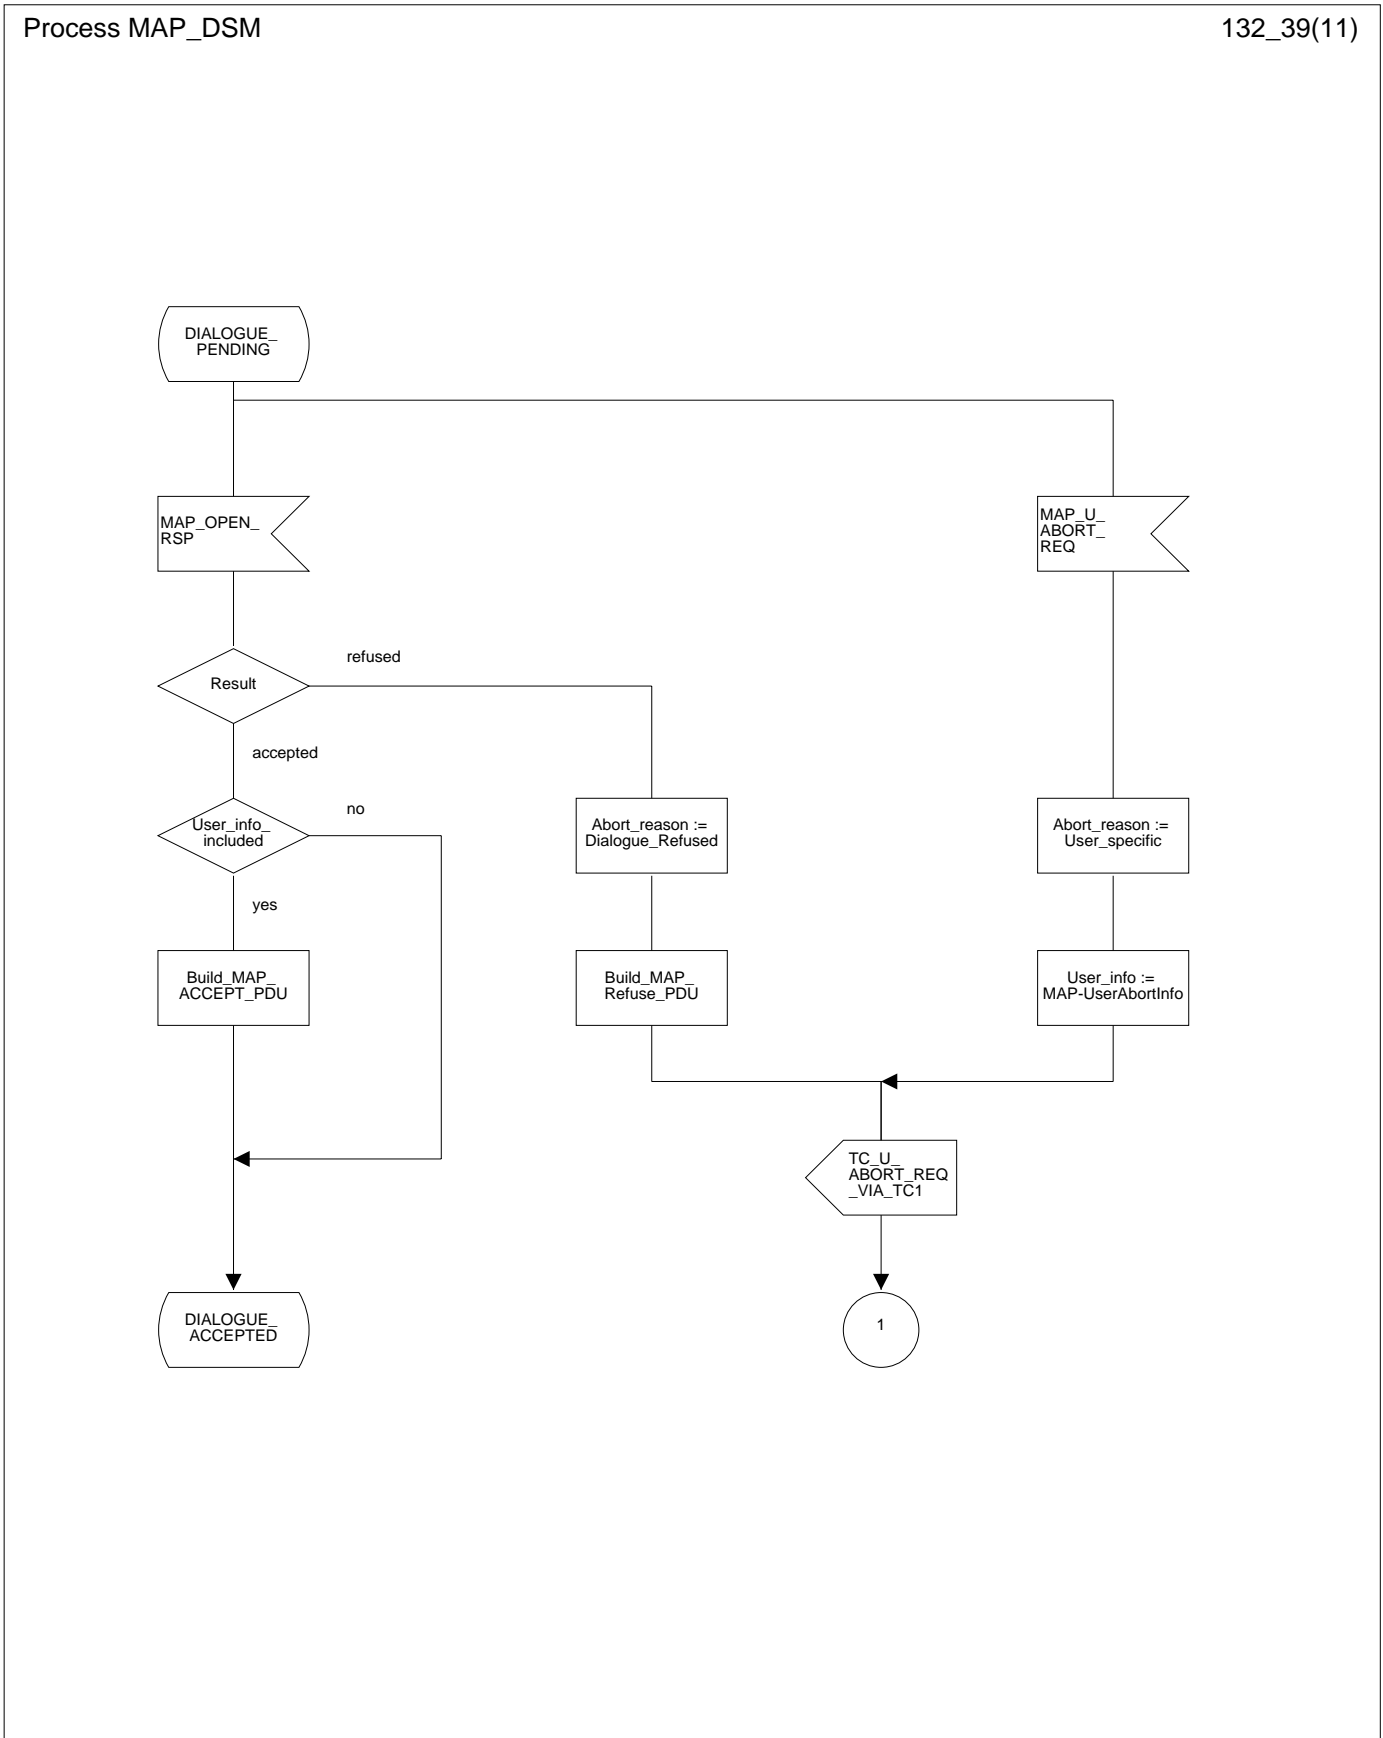 Process MAP_DSM
132_39(11)
DIALOGUE_
PENDING
MAP_OPEN_
RSP
MAP_U_
ABORT_
REQ
refused
Result
accepted
no
User_info_
included
Abort_reason :=
Dialogue_Refused
Abort_reason :=
User_specific
yes
Build_MAP_
ACCEPT_PDU
Build_MAP_
Refuse_PDU
User_info :=
MAP-UserAbortInfo
TC_U_
ABORT_REQ
_VIA_TC1
DIALOGUE_
ACCEPTED
1